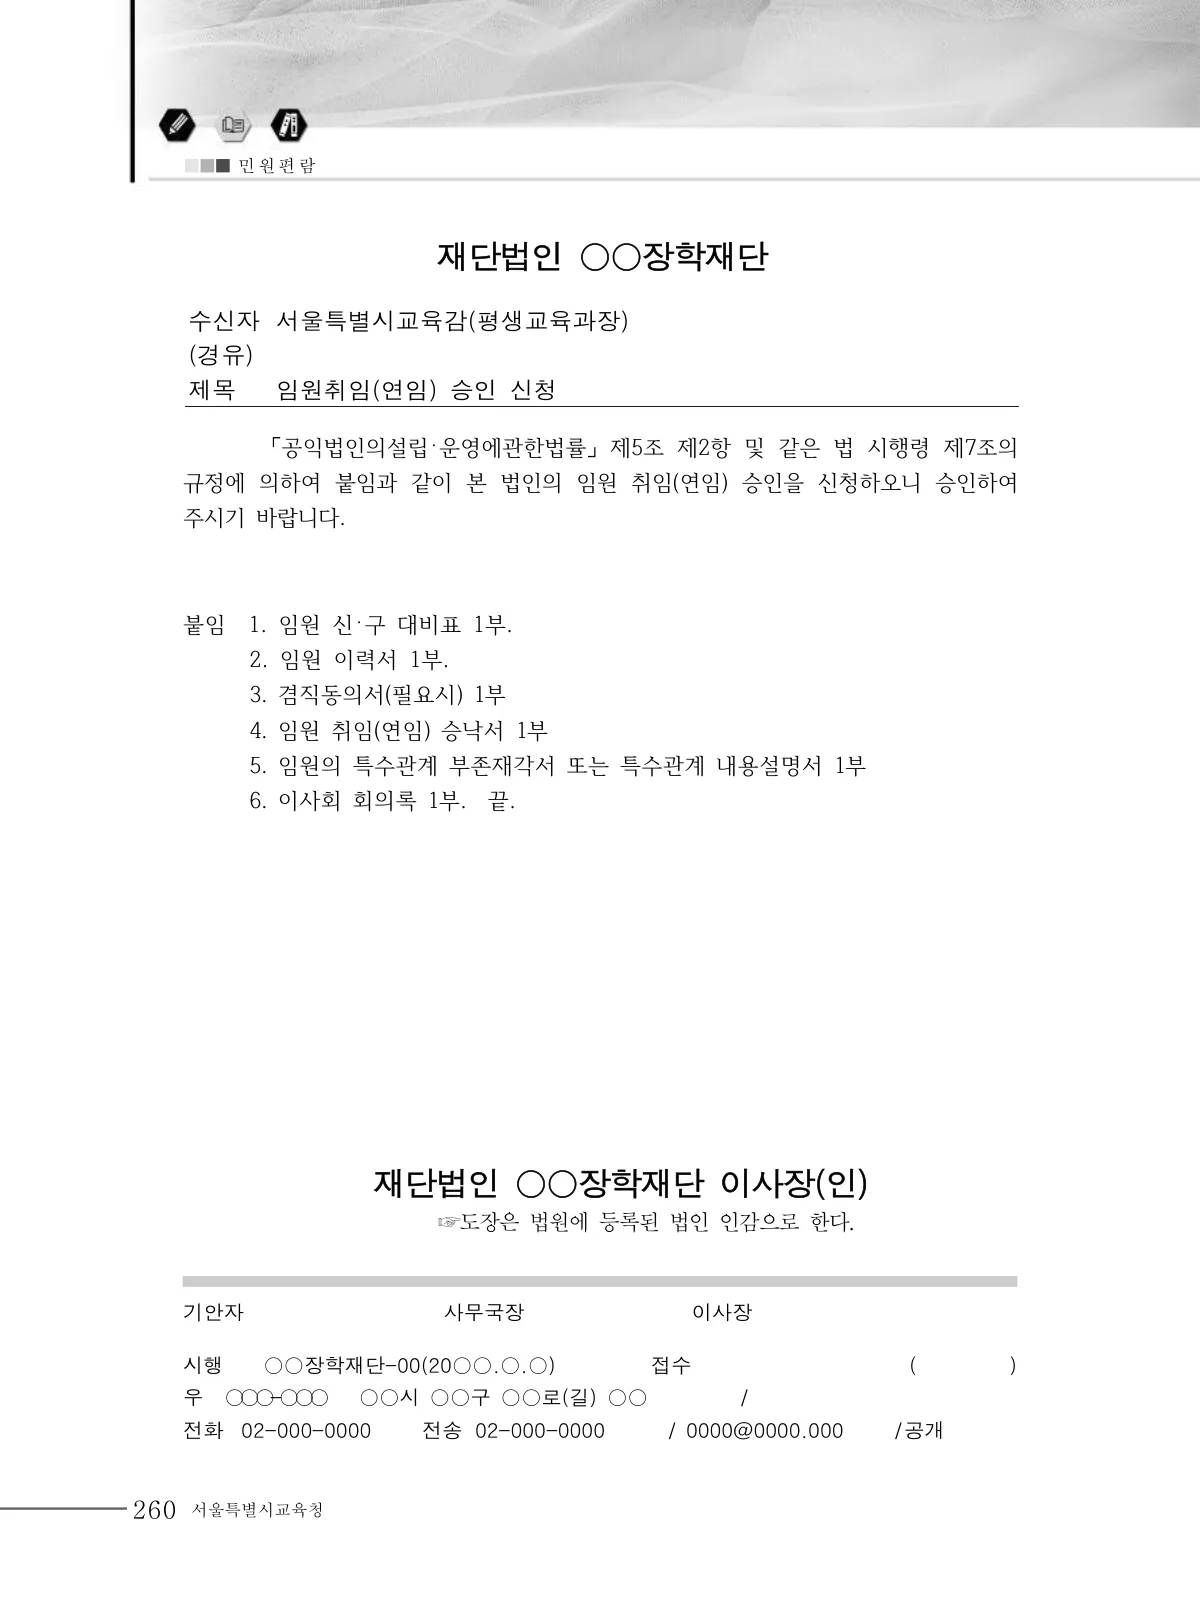 민원편람
재단법인 ○○장학재단
수신자 서울특별시교육감(평생교육과장)
(경유)
제목 임원취임(연임) 승인 신청
「공익법인의설립·운영에관한법률」제5조 제2항 및 같은 법 시행령 제7조의
규정에 의하여 붙임과 같이 본 법인의 임원 취임(연임) 승인을 신청하오니 승인하여
주시기 바랍니다.
붙임 1. 임원 신·구 대비표 1부.
2. 임원 이력서 1부.
3. 겸직동의서(필요시) 1부
4. 임원 취임(연임) 승낙서 1부
5. 임원의 특수관계 부존재각서 또는 특수관계 내용설명서 1부
6. 이사회 회의록 1부. 끝.
재단법인 ○○장학재단 이사장(인)
☞도장은 법원에 등록된 법인 인감으로 한다.
기안자 사무국장 이사장
시행 ○○장학재단-00(20○○.○.○) 접수 ( )
우 ○○○-○○○ ○○시 ○○구 ○○로(길) ○○ /
전화 02-000-0000 전송 02-000-0000 / 0000@0000.000 /공개
260 서울특별시교육청